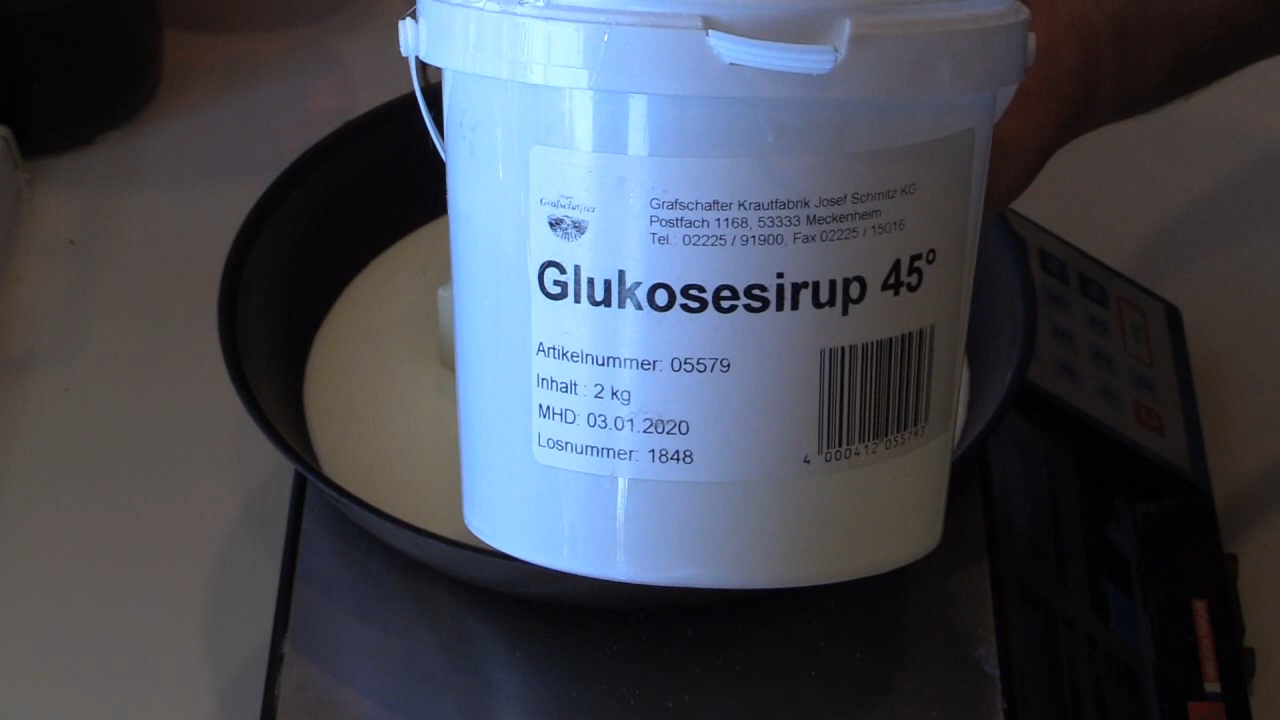 Grafschafter
Grafschafter Krautfabrik Josef Schmitz KG
Postfach 1168, 53333 Meckenheim
Tel.: 02225 / 91900, Fax 02225 / 15016
Glukosesirup 45°
Artikelnummer: 05579
Inhalt : 2 kg
MHD: 03.01.2020
Losnummer: 1848
4 000412 055793